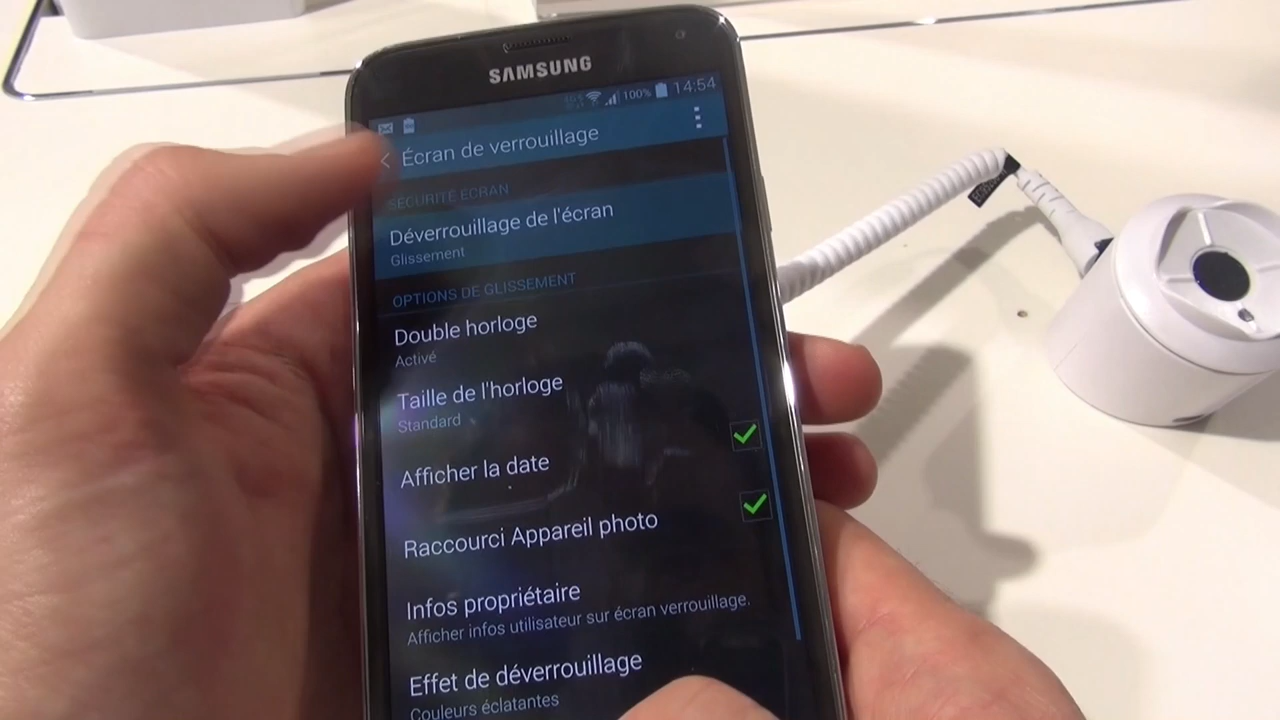 SAMSUNG
100% 14:54
Écran de verrouillage
SÉCURITÉ ÉCRAN
Déverrouillage de l'écran
Glissement
OPTIONS DE GLISSEMENT
Double horloge
Activé
Taille de l'horloge
Standard
Afficher la date
Raccourci Appareil photo
Infos propriétaire
Afficher infos utilisateur sur écran verrouillage.
Effet de déverrouillage
Couleurs éclatantes